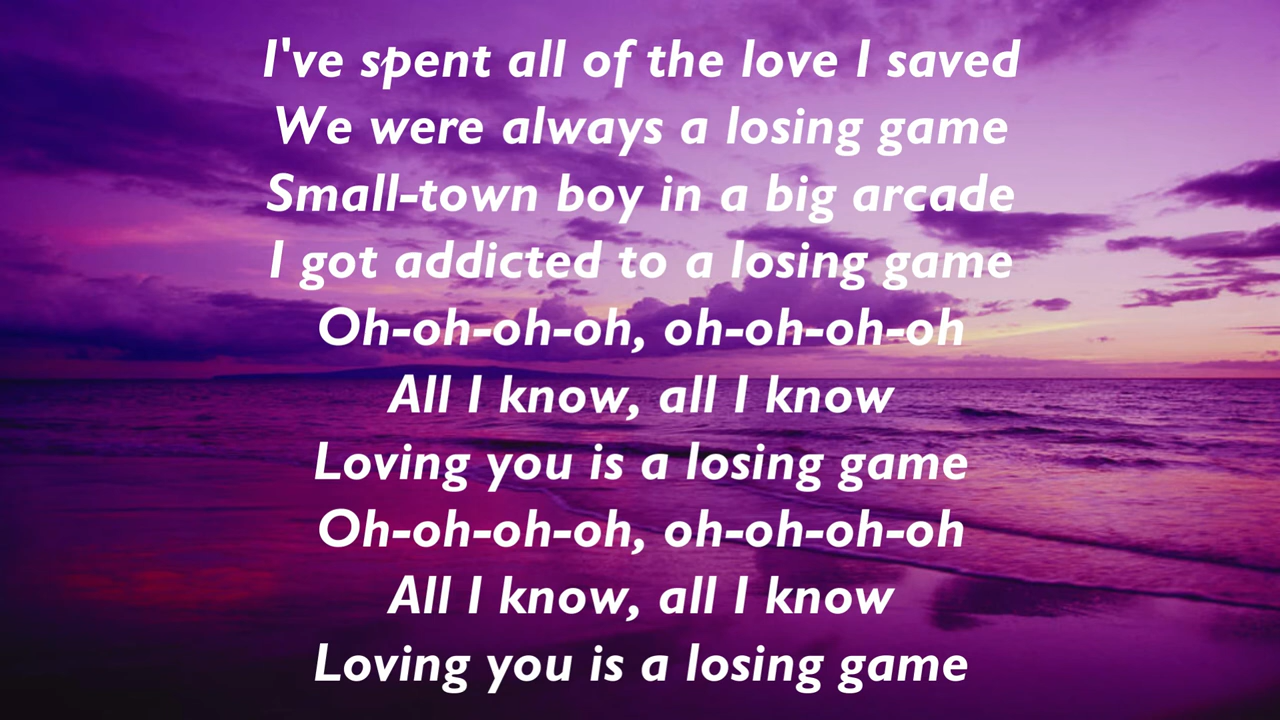 I've spent all of the love I saved
We were always a losing game
Small-town boy in a big arcade
I got addicted to a losing game
Oh-oh-oh-oh, oh-oh-oh-oh
All I know, all I know
Loving you is a losing game
Oh-oh-oh-oh, oh-oh-oh-oh
All I know, all I know
Loving you is a losing game